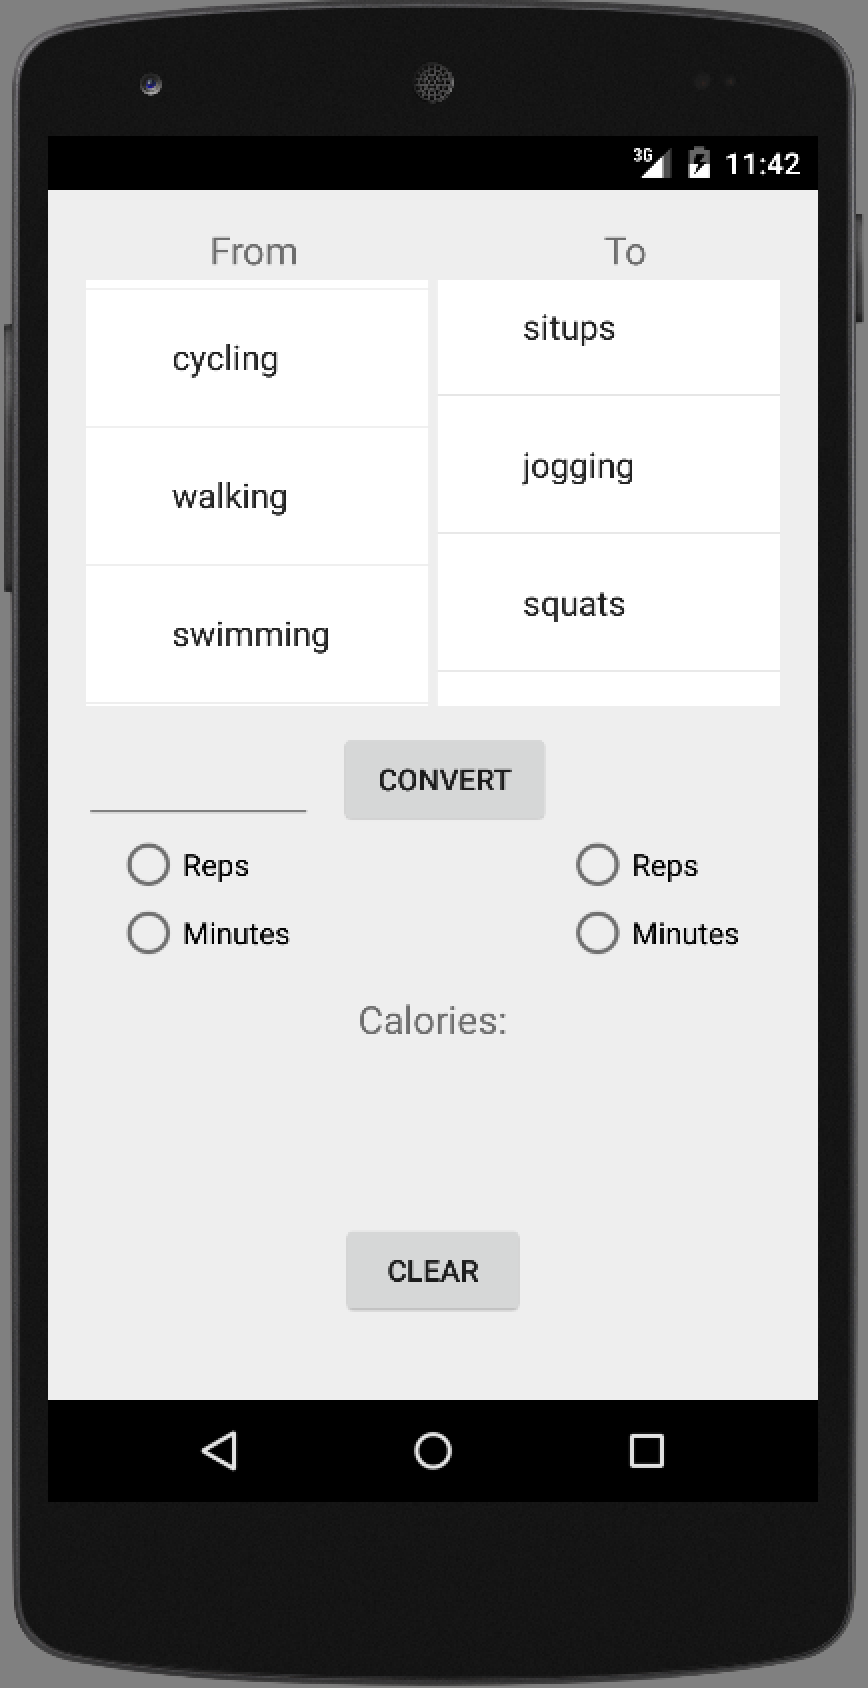 3G 11:42
From To
cycling
walking
swimming
situps
jogging
squats
CONVERT
Reps
Minutes
Reps
Minutes
Calories:
CLEAR